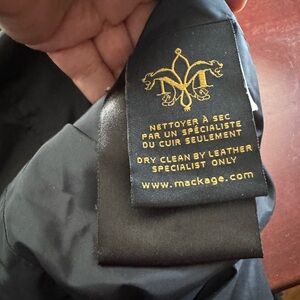 M
NETTOYER À SEC
PAR UN SPÉCIALISTE
DU CUIR SEULEMENT
DRY CLEAN BY LEATHER
SPECIALIST ONLY
www.mackage.com